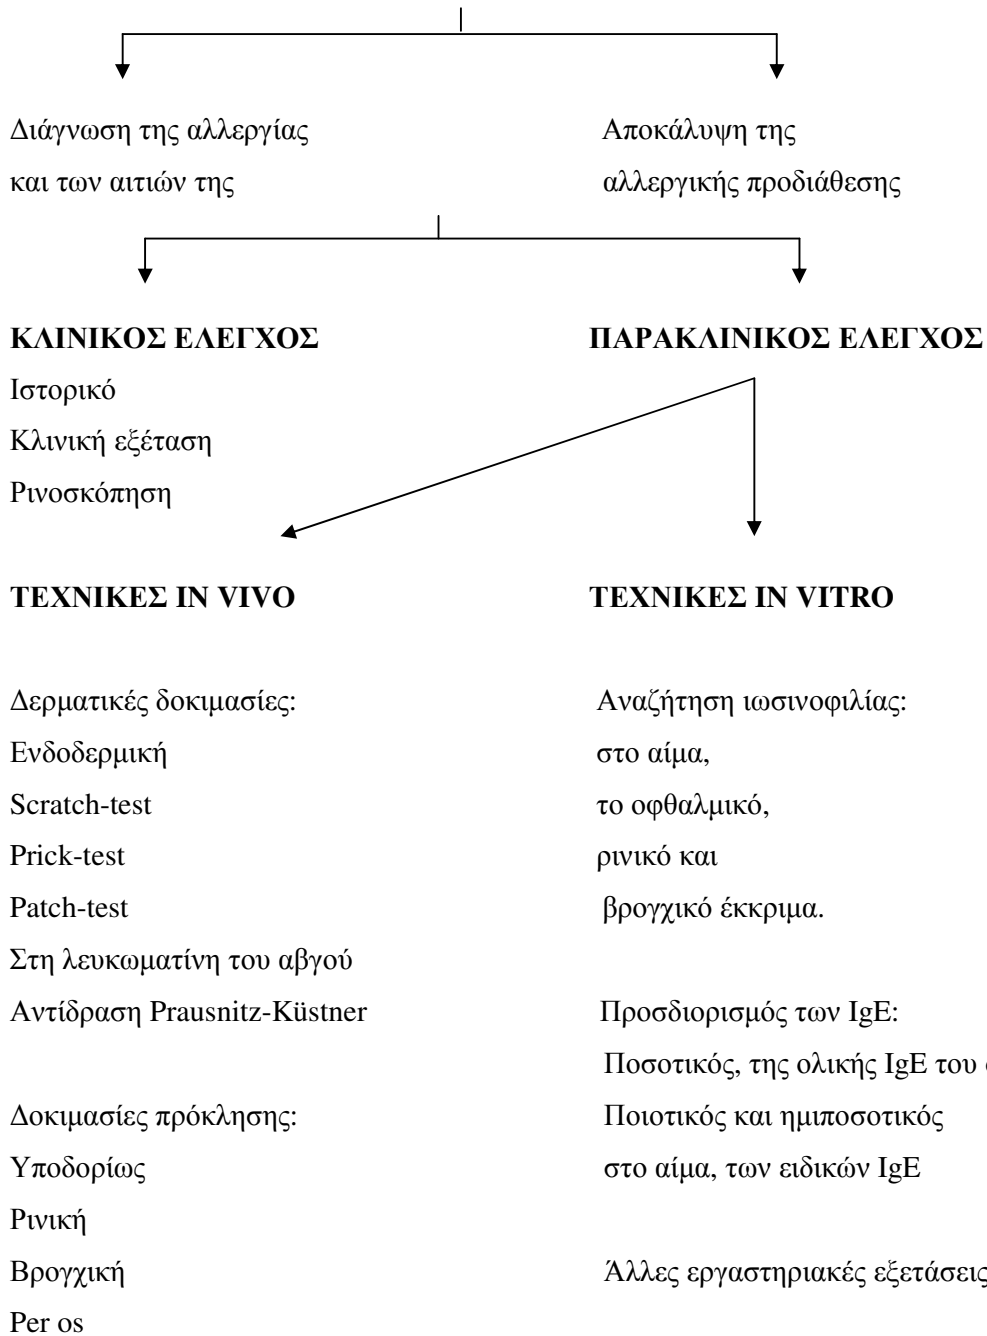 Διάγνωση της αλλεργίας
και των αιτιών της
Αποκάλυψη της
αλλεργικής προδιάθεσης
ΚΛΙΝΙΚΟΣ ΕΛΕΓΧΟΣ
Ιστορικό
Κλινική εξέταση
Ρινοσκόπηση
ΠΑΡΑΚΛΙΝΙΚΟΣ ΕΛΕΓΧΟΣ
ΤΕΧΝΙΚΕΣ IN VIVO
Δερματικές δοκιμασίες:
Ενδοδερμική
Scratch-test
Prick-test
Patch-test
Στη λευκωματίνη του αβγού
Αντίδραση Prausnitz-Küstner
Δοκιμασίες πρόκλησης:
Υποδορίως
Ρινική
Βρογχική
Per os
ΤΕΧΝΙΚΕΣ IN VITRO
Αναζήτηση ιωσινοφιλίας:
στο αίμα,
το οφθαλμικό,
ρινικό και
βρογχικό έκκριμα.
Προσδιορισμός των IgE:
Ποσοτικός, της ολικής IgE του
Ποιοτικός και ημιποσοτικός
στο αίμα, των ειδικών IgE
Άλλες εργαστηριακές εξετάσεις